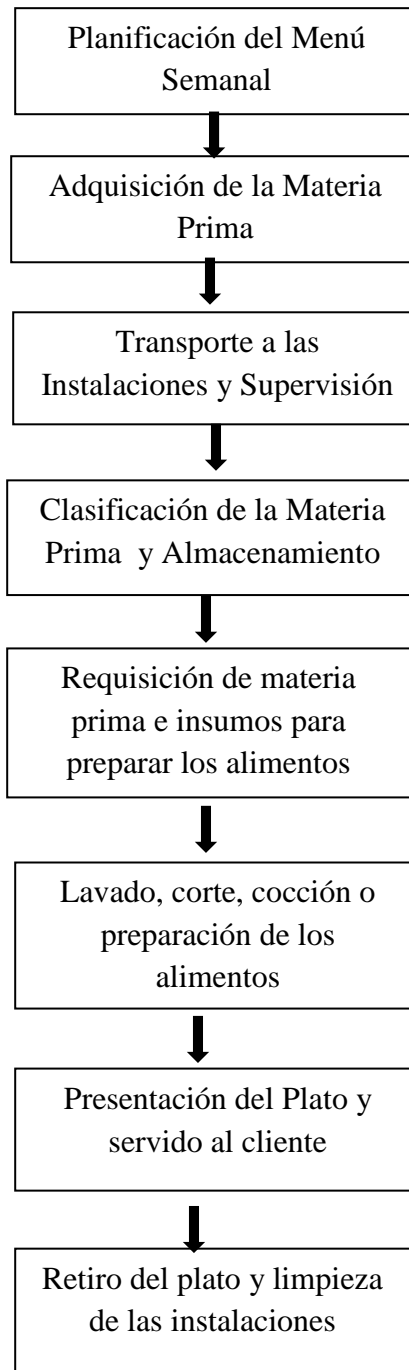 Planificación del Menú
Semanal
Adquisición de la Materia
Prima
Transporte a las
Instalaciones y Supervisión
Clasificación de la Materia
Prima y Almacenamiento
Requisición de materia
prima e insumos para
preparar los alimentos
Lavado, corte, cocción o
preparación de los
alimentos
Presentación del Plato y
servido al cliente
Retiro del plato y limpieza
de las instalaciones